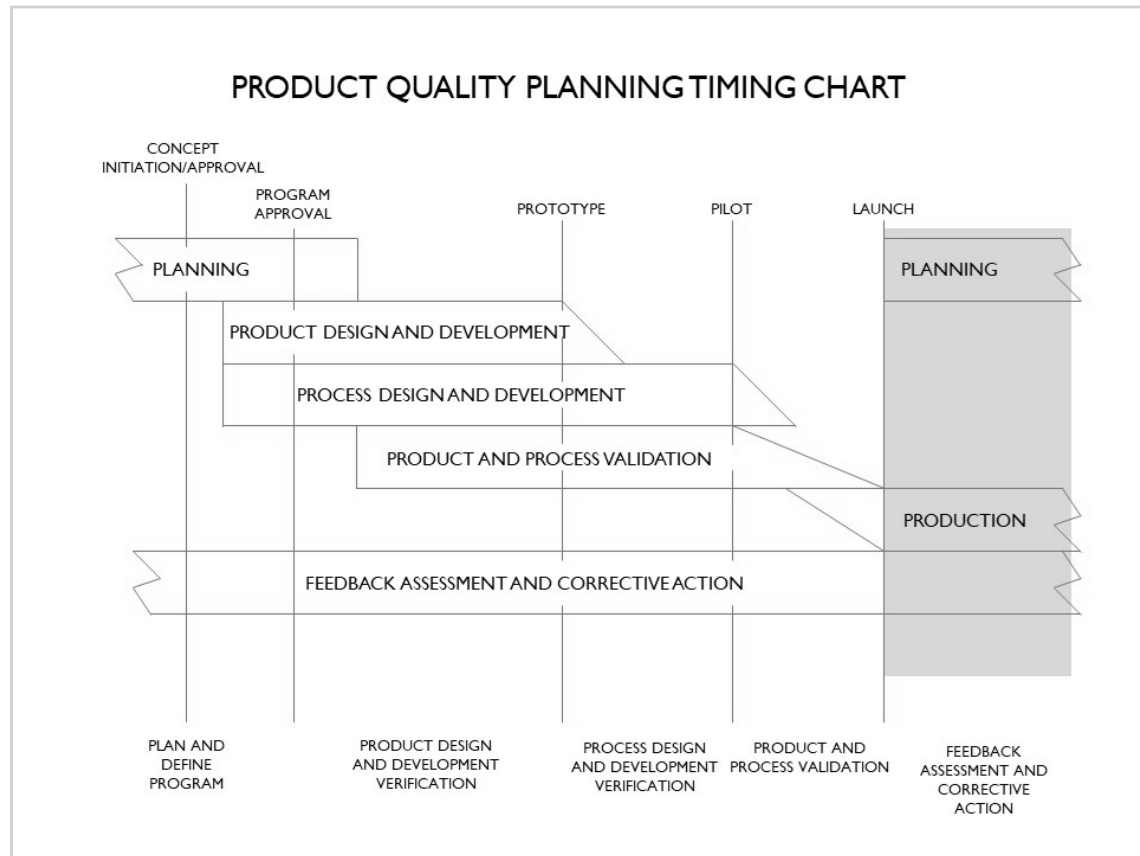 PRODUCT QUALITY PLANNING TIMING CHART
CONCEPT
INITIATION/APPROVAL
PROGRAM
APPROVAL
PROTOTYPE
PILOT
LAUNCH
PLANNING
PLANNING
PRODUCT DESIGN AND DEVELOPMENT
PROCESS DESIGN AND DEVELOPMENT
PRODUCT AND PROCESS VALIDATION
PRODUCTION
FEEDBACK ASSESSMENT AND CORRECTIVE ACTION
PLAN AND
DEFINE
PROGRAM
PRODUCT DESIGN
AND DEVELOPMENT
VERIFICATION
PROCESS DESIGN
AND DEVELOPMENT
VERIFICATION
PRODUCT AND
PROCESS VALIDATION
FEEDBACK
ASSESSMENT AND
CORRECTIVE
ACTION